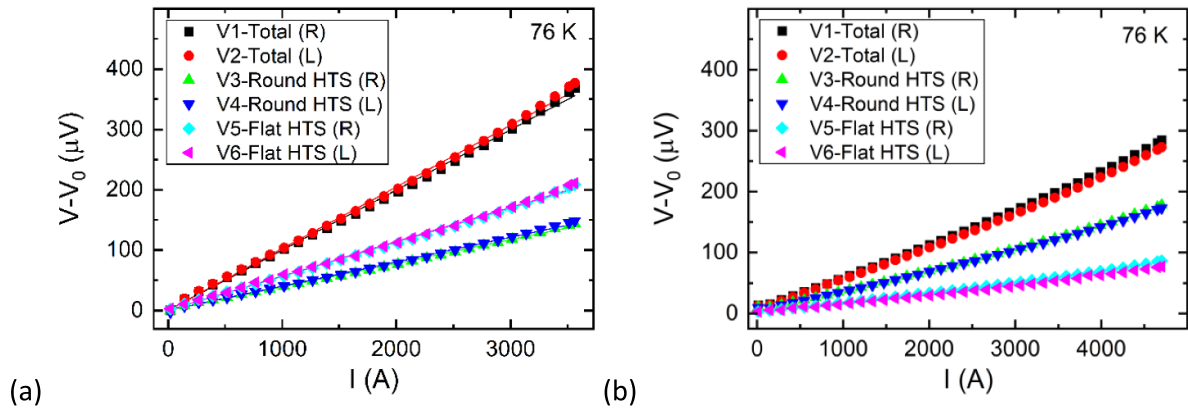 76 K
V1-Total (R)
V2-Total (L)
V3-Round HTS (R)
V4-Round HTS (L)
V5-Flat HTS (R)
V6-Flat HTS (L)
400
300
200
100
0
V-V₀ (µV)
0 1000 2000 3000
I (A)
(a)
76 K
V1-Total (R)
V2-Total (L)
V3-Round HTS (R)
V4-Round HTS (L)
V5-Flat HTS (R)
V6-Flat HTS (L)
400
300
200
100
0
V-V₀ (µV)
0 1000 2000 3000 4000
I (A)
(b)